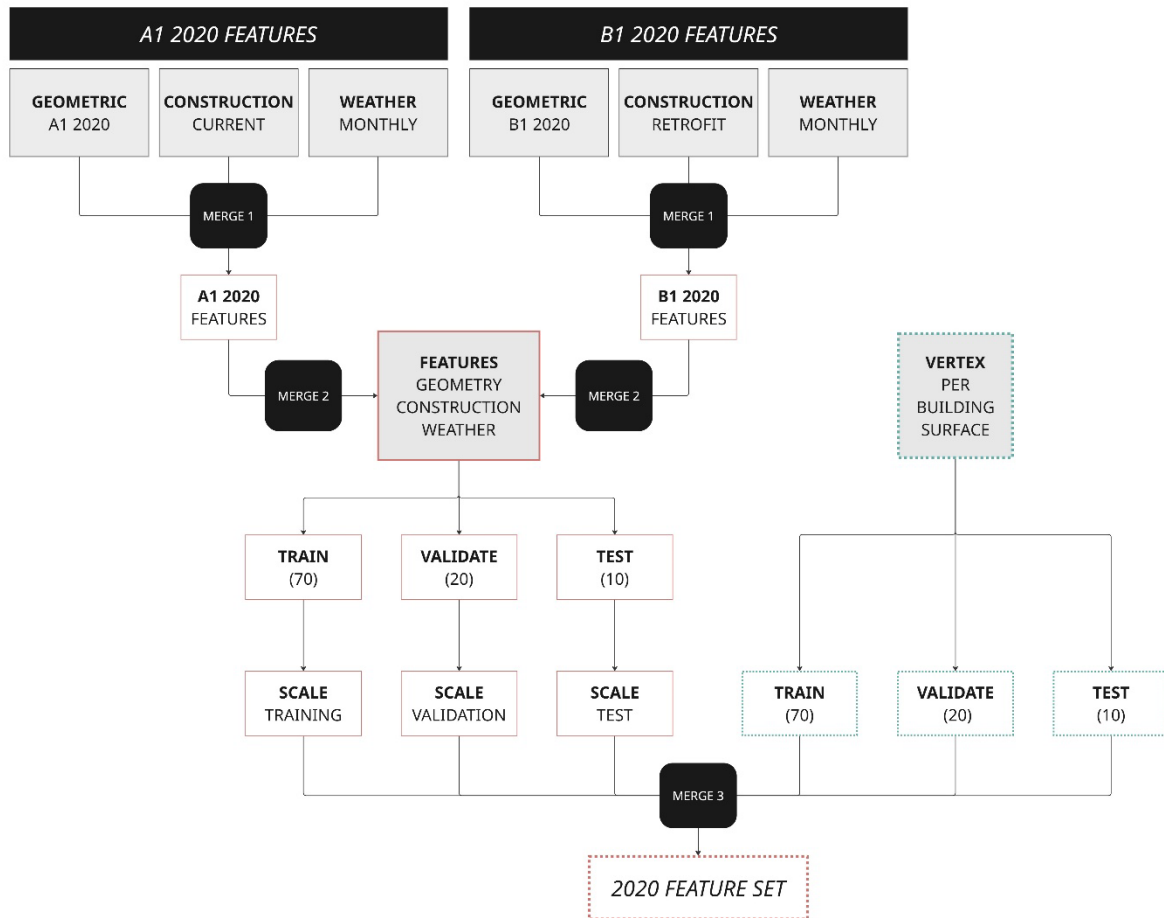 A1 2020 FEATURES
B1 2020 FEATURES
GEOMETRIC
A1 2020
CONSTRUCTION
CURRENT
WEATHER
MONTHLY
GEOMETRIC
B1 2020
CONSTRUCTION
RETROFIT
WEATHER
MONTHLY
MERGE 1
MERGE 1
A1 2020
FEATURES
B1 2020
FEATURES
MERGE 2
FEATURES
GEOMETRY
CONSTRUCTION
WEATHER
MERGE 2
VERTEX
PER
BUILDING
SURFACE
TRAIN
(70)
VALIDATE
(20)
TEST
(10)
SCALE
TRAINING
SCALE
VALIDATION
SCALE
TEST
TRAIN
(70)
VALIDATE
(20)
TEST
(10)
MERGE 3
2020 FEATURE SET